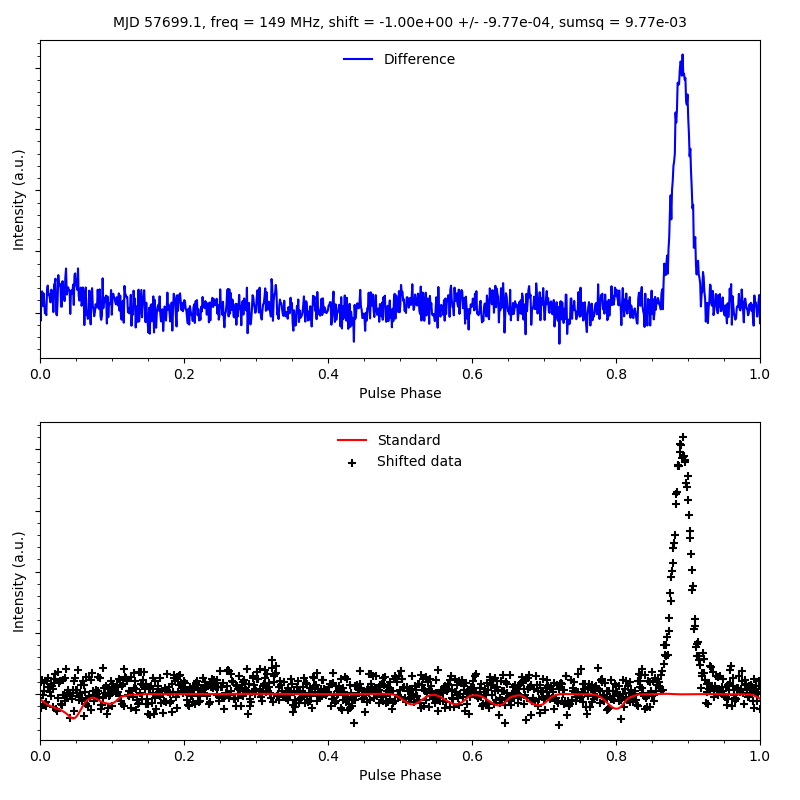 MJD 57699.1, freq = 149 MHz, shift = -1.00e+00 +/- -9.77e-04, sumsq = 9.77e-03
Difference
Intensity (a.u.)
0.0 0.2 0.4 0.6 0.8 1.0
Pulse Phase
Standard
Shifted data
Intensity (a.u.)
0.0 0.2 0.4 0.6 0.8 1.0
Pulse Phase